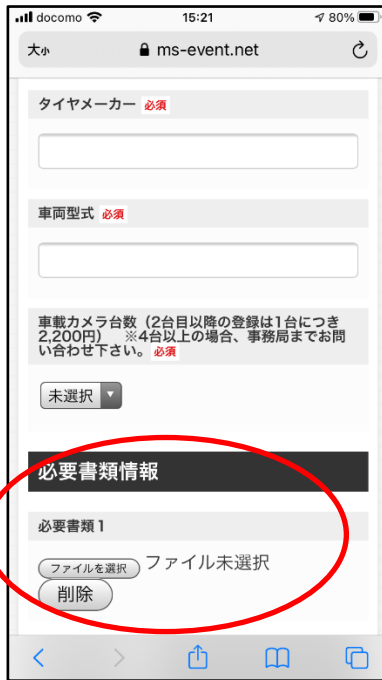 docomo 15:21 80%
大小 ms-event.net
タイヤメーカー 必須
車両型式 必須
車載カメラ台数（2台目以降の登録は1台につき
2,200円） ※4台以上の場合、事務局までお問
い合わせ下さい。 必須
未選択
必要書類情報
必要書類1
ファイルを選択 ファイル未選択
削除